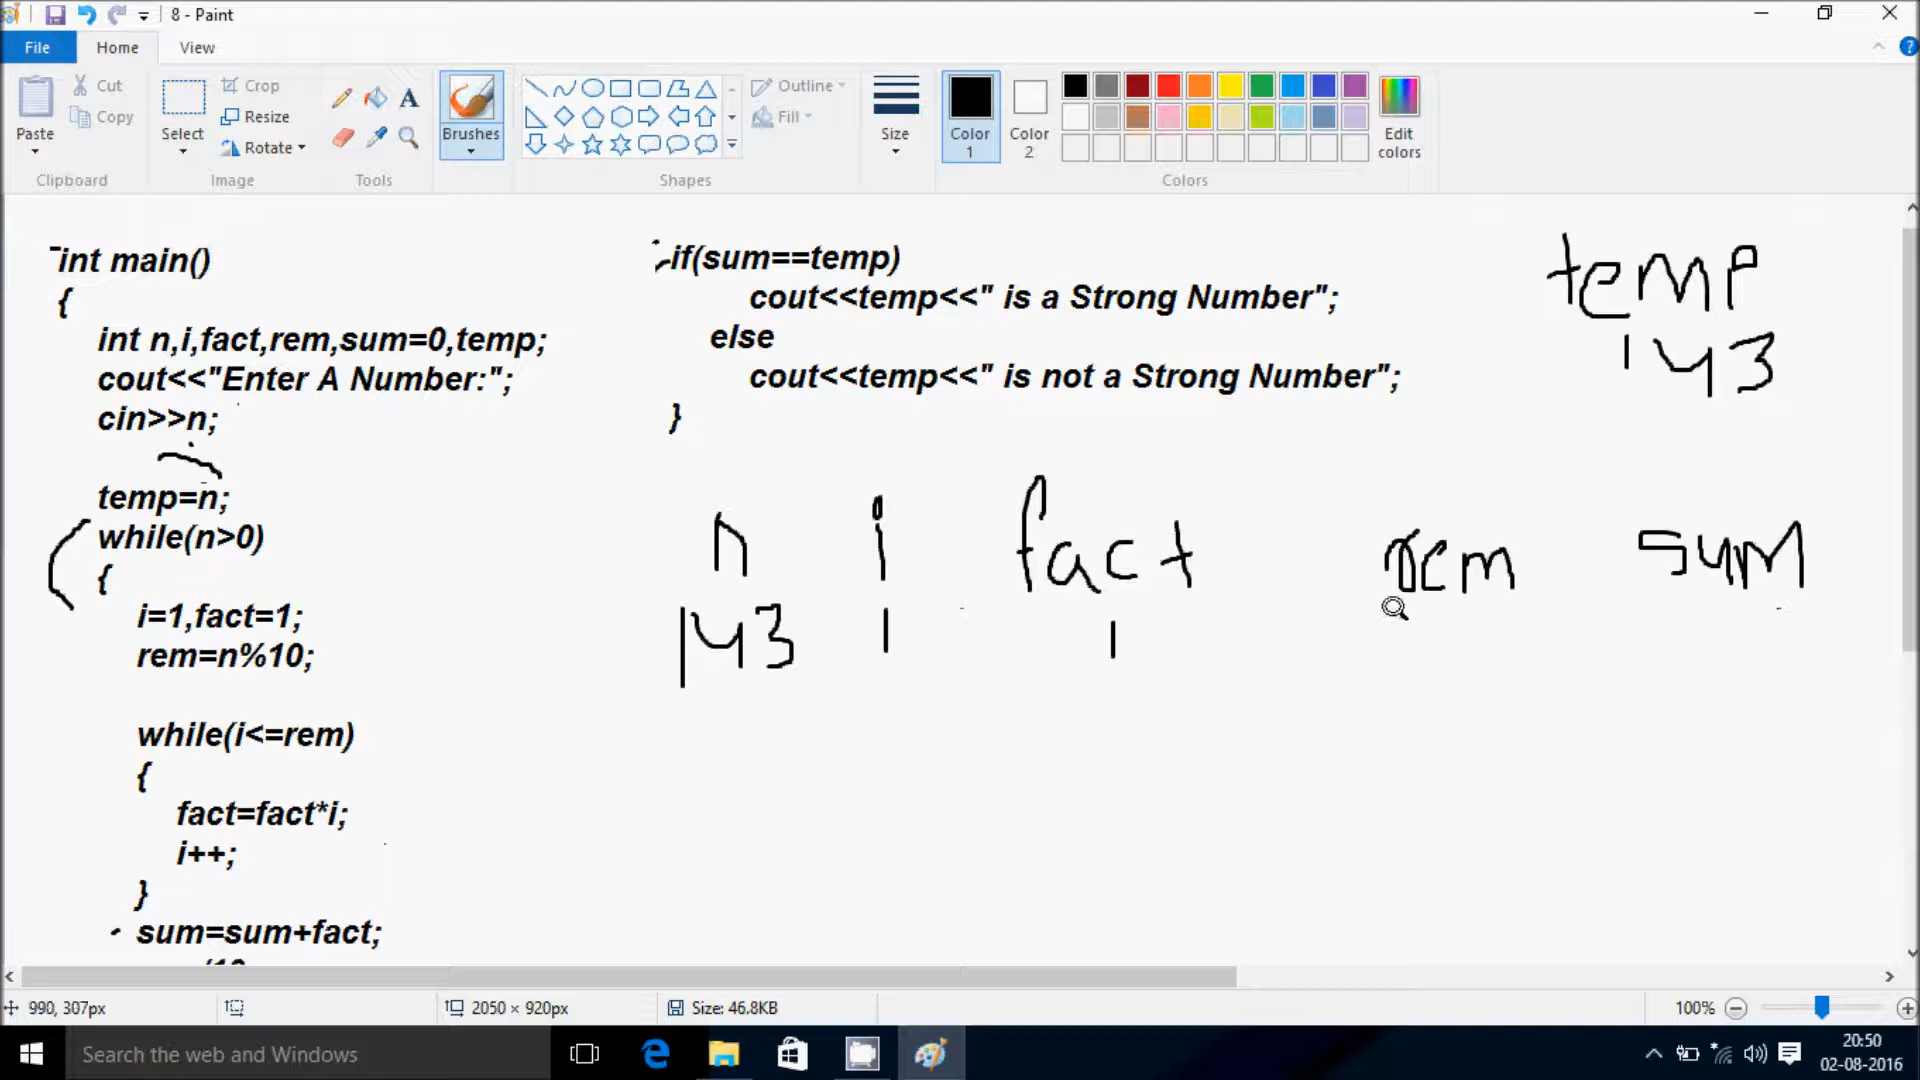 8 - Paint
File Home View
Paste
Cut
Copy
Clipboard
Select
Crop
Resize
Rotate
Image
Tools
Brushes
Shapes
Outline
Fill
Size
Color 1
Color 2
Edit colors
Colors
int main()
{
int n,i,fact,rem,sum=0,temp;
cout<<"Enter A Number:";
cin>>n;
temp=n;
while(n>0)
{
i=1,fact=1;
rem=n%10;
while(i<=rem)
{
fact=fact*i;
i++;
}
sum=sum+fact;
if(sum==temp)
cout<<temp<<" is a Strong Number";
else
cout<<temp<<" is not a Strong Number";
}
temp
143
n i fact rem sum
143 1 1
990, 307px
2050 × 920px
Size: 46.8KB
100%
Search the web and Windows
20:50
02-08-2016